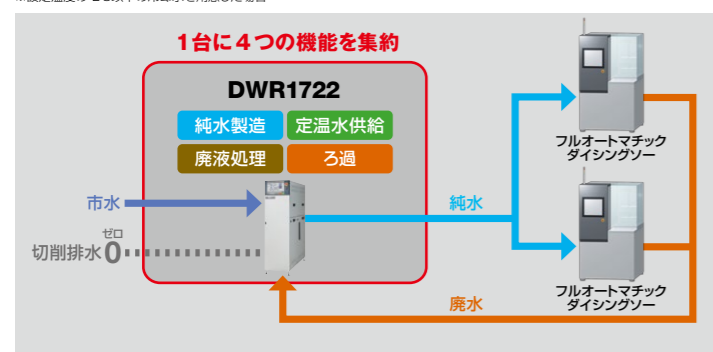 1台に4つの機能を集約
DWR1722
純水製造 定温水供給
廃液処理 ろ過
フルオートマチック
ダイシングソー
市水
純水
ゼロ
切削排水0
フルオートマチック
ダイシングソー
廃水